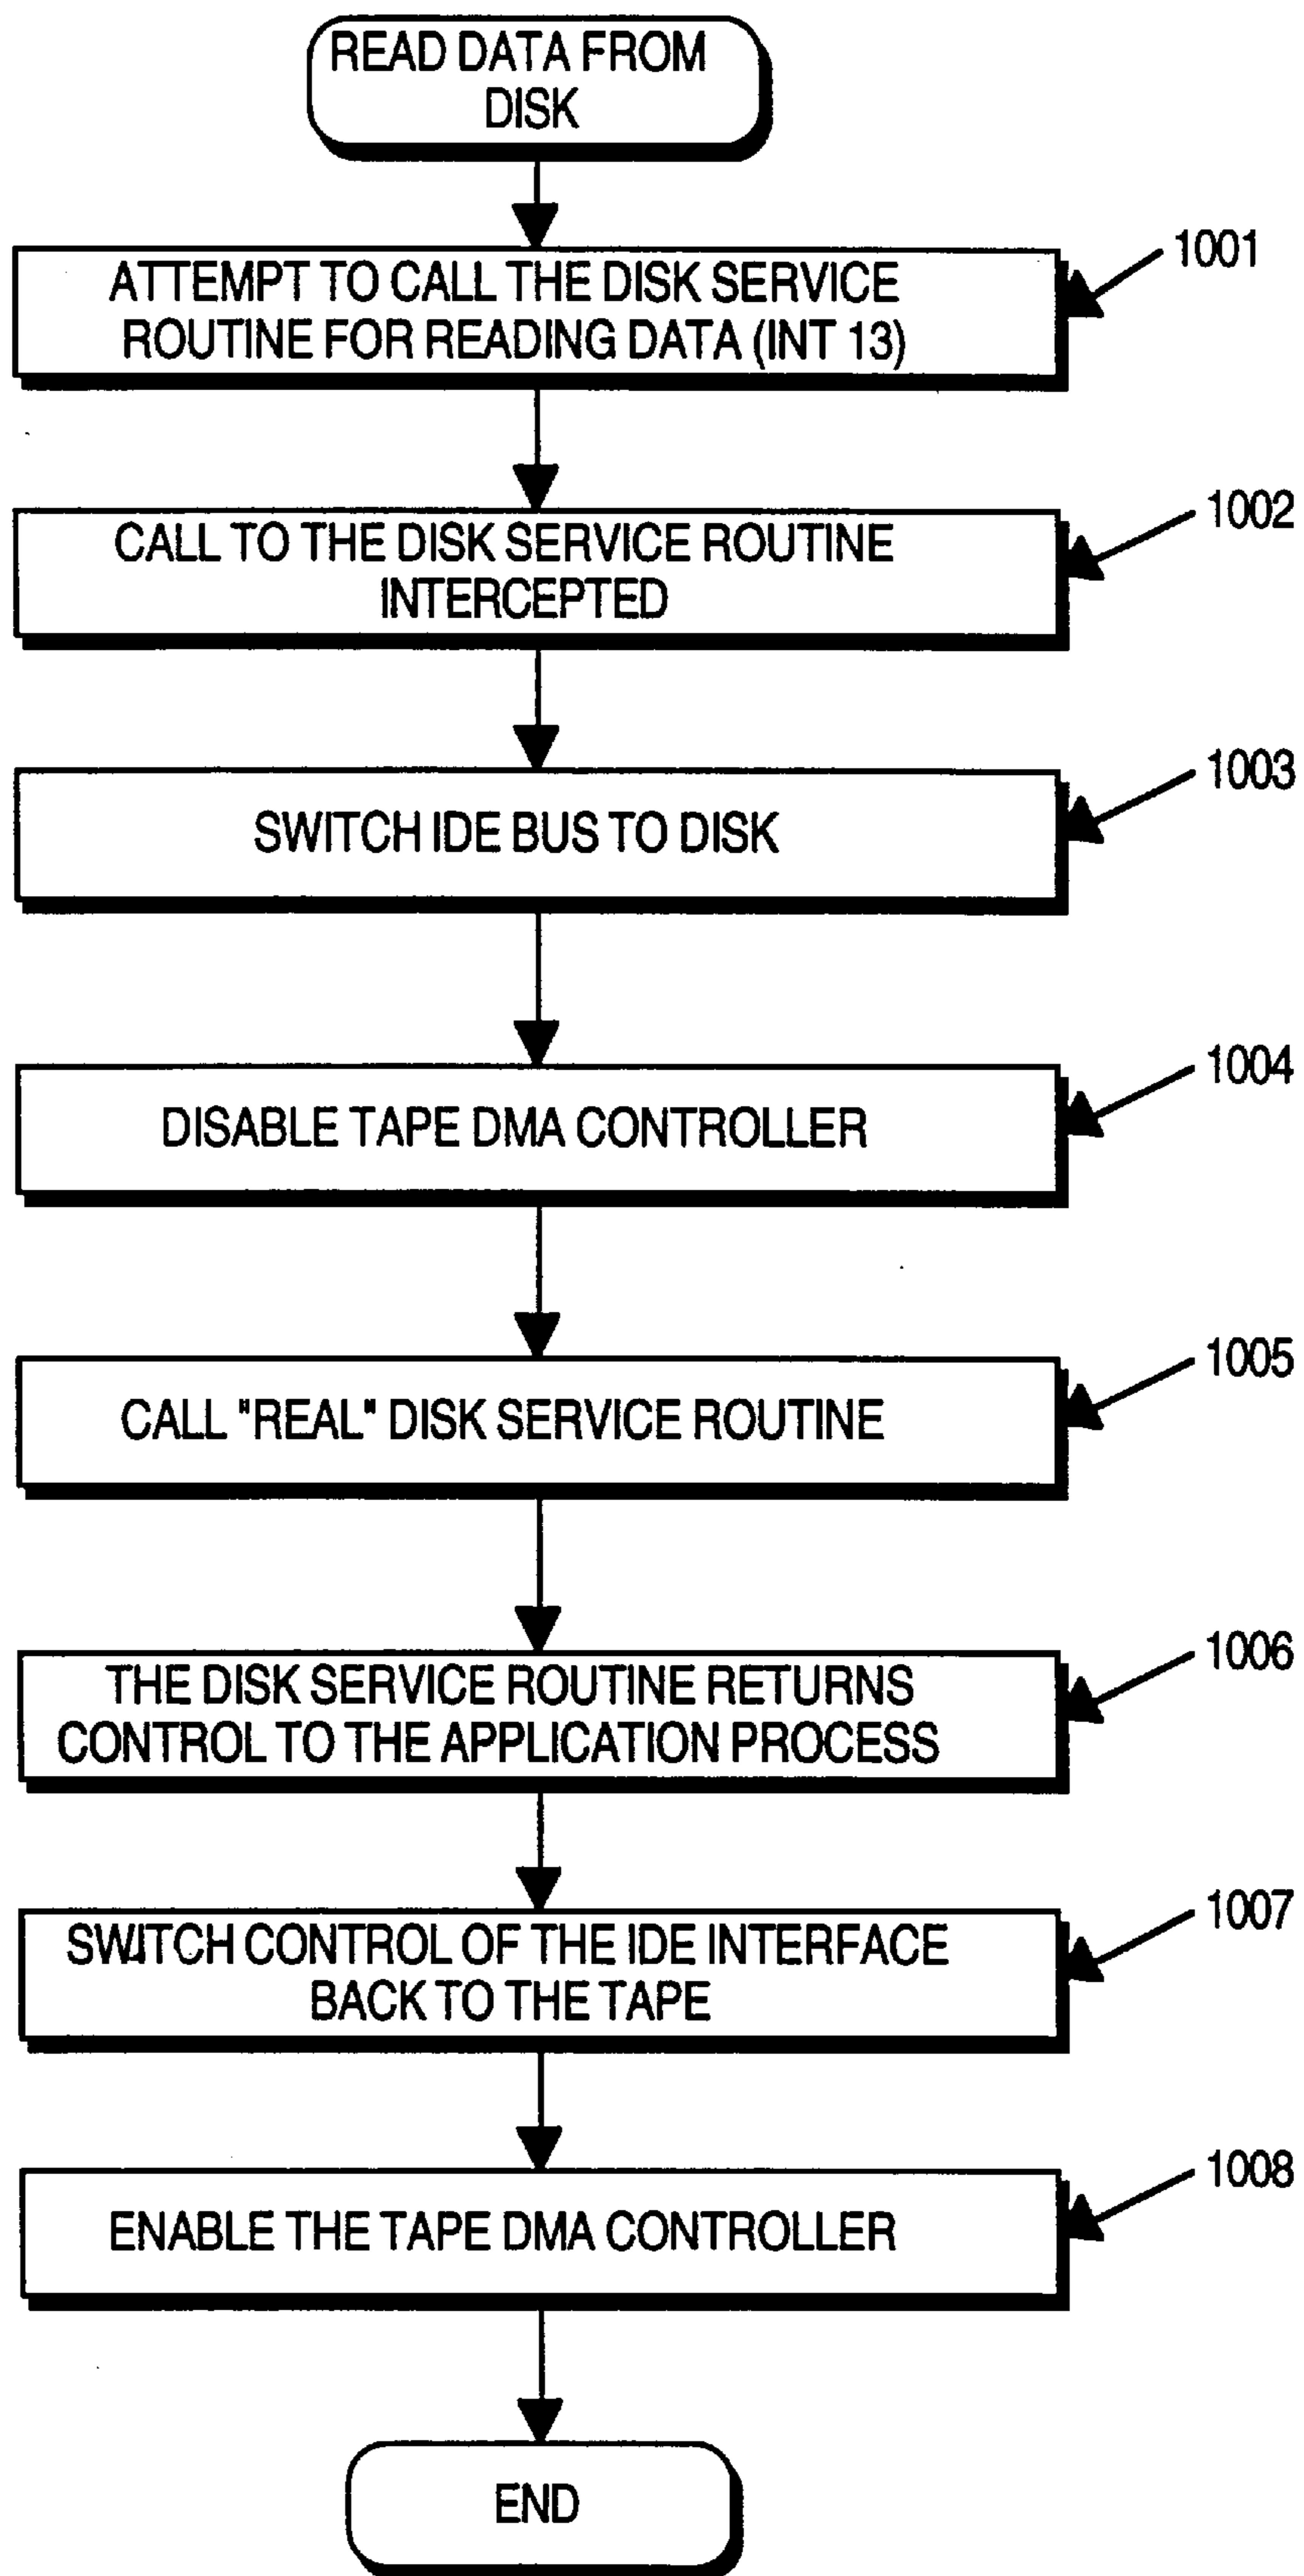 READ DATA FROM
DISK
ATTEMPT TO CALL THE DISK SERVICE
ROUTINE FOR READING DATA (INT 13)
1001
CALL TO THE DISK SERVICE ROUTINE
INTERCEPTED
1002
SWITCH IDE BUS TO DISK
1003
DISABLE TAPE DMA CONTROLLER
1004
CALL "REAL" DISK SERVICE ROUTINE
1005
THE DISK SERVICE ROUTINE RETURNS
CONTROL TO THE APPLICATION PROCESS
1006
SWITCH CONTROL OF THE IDE INTERFACE
BACK TO THE TAPE
1007
ENABLE THE TAPE DMA CONTROLLER
1008
END